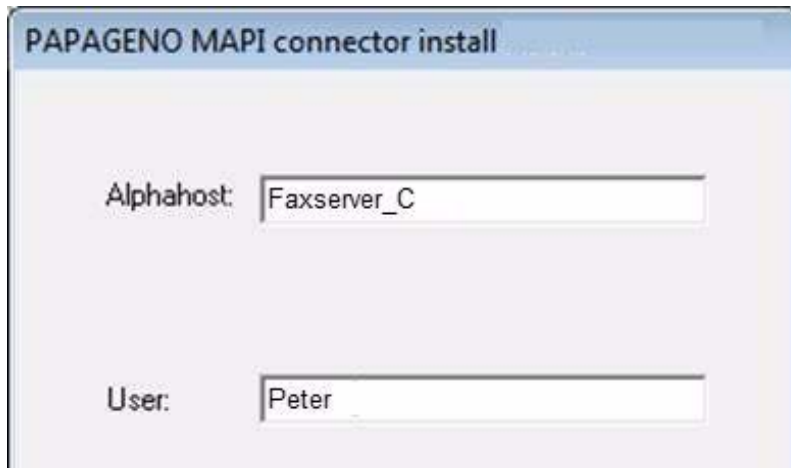 PAPAGENO MAPI connector install
Alphahost: Faxserver_C
User: Peter